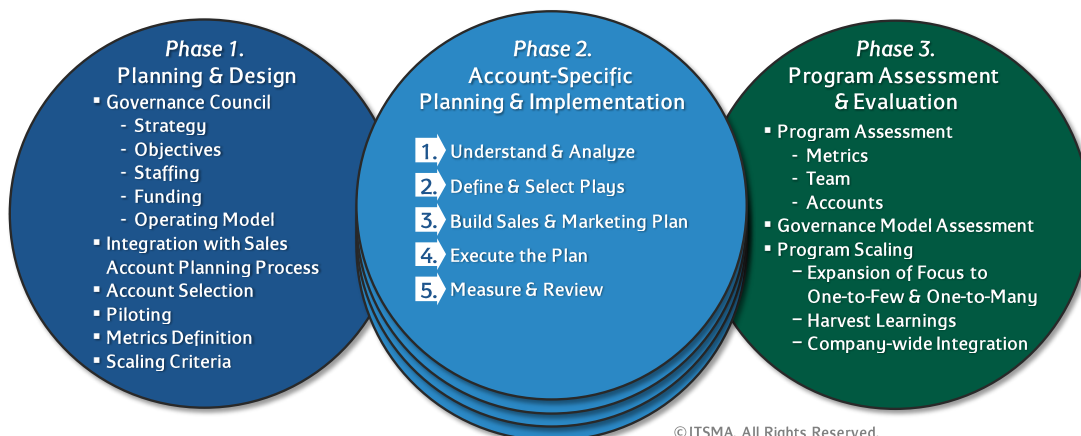 Phase 1.
Planning & Design
▪ Governance Council
- Strategy
- Objectives
- Staffing
- Funding
- Operating Model
▪ Integration with Sales
Account Planning Process
▪ Account Selection
▪ Piloting
▪ Metrics Definition
▪ Scaling Criteria
Phase 2.
Account-Specific
Planning & Implementation
1. Understand & Analyze
2. Define & Select Plays
3. Build Sales & Marketing Plan
4. Execute the Plan
5. Measure & Review
Phase 3.
Program Assessment
& Evaluation
▪ Program Assessment
- Metrics
- Team
- Accounts
▪ Governance Model Assessment
▪ Program Scaling
– Expansion of Focus to
One-to-Few & One-to-Many
– Harvest Learnings
– Company-wide Integration
©ITSMA. All Rights Reserved.